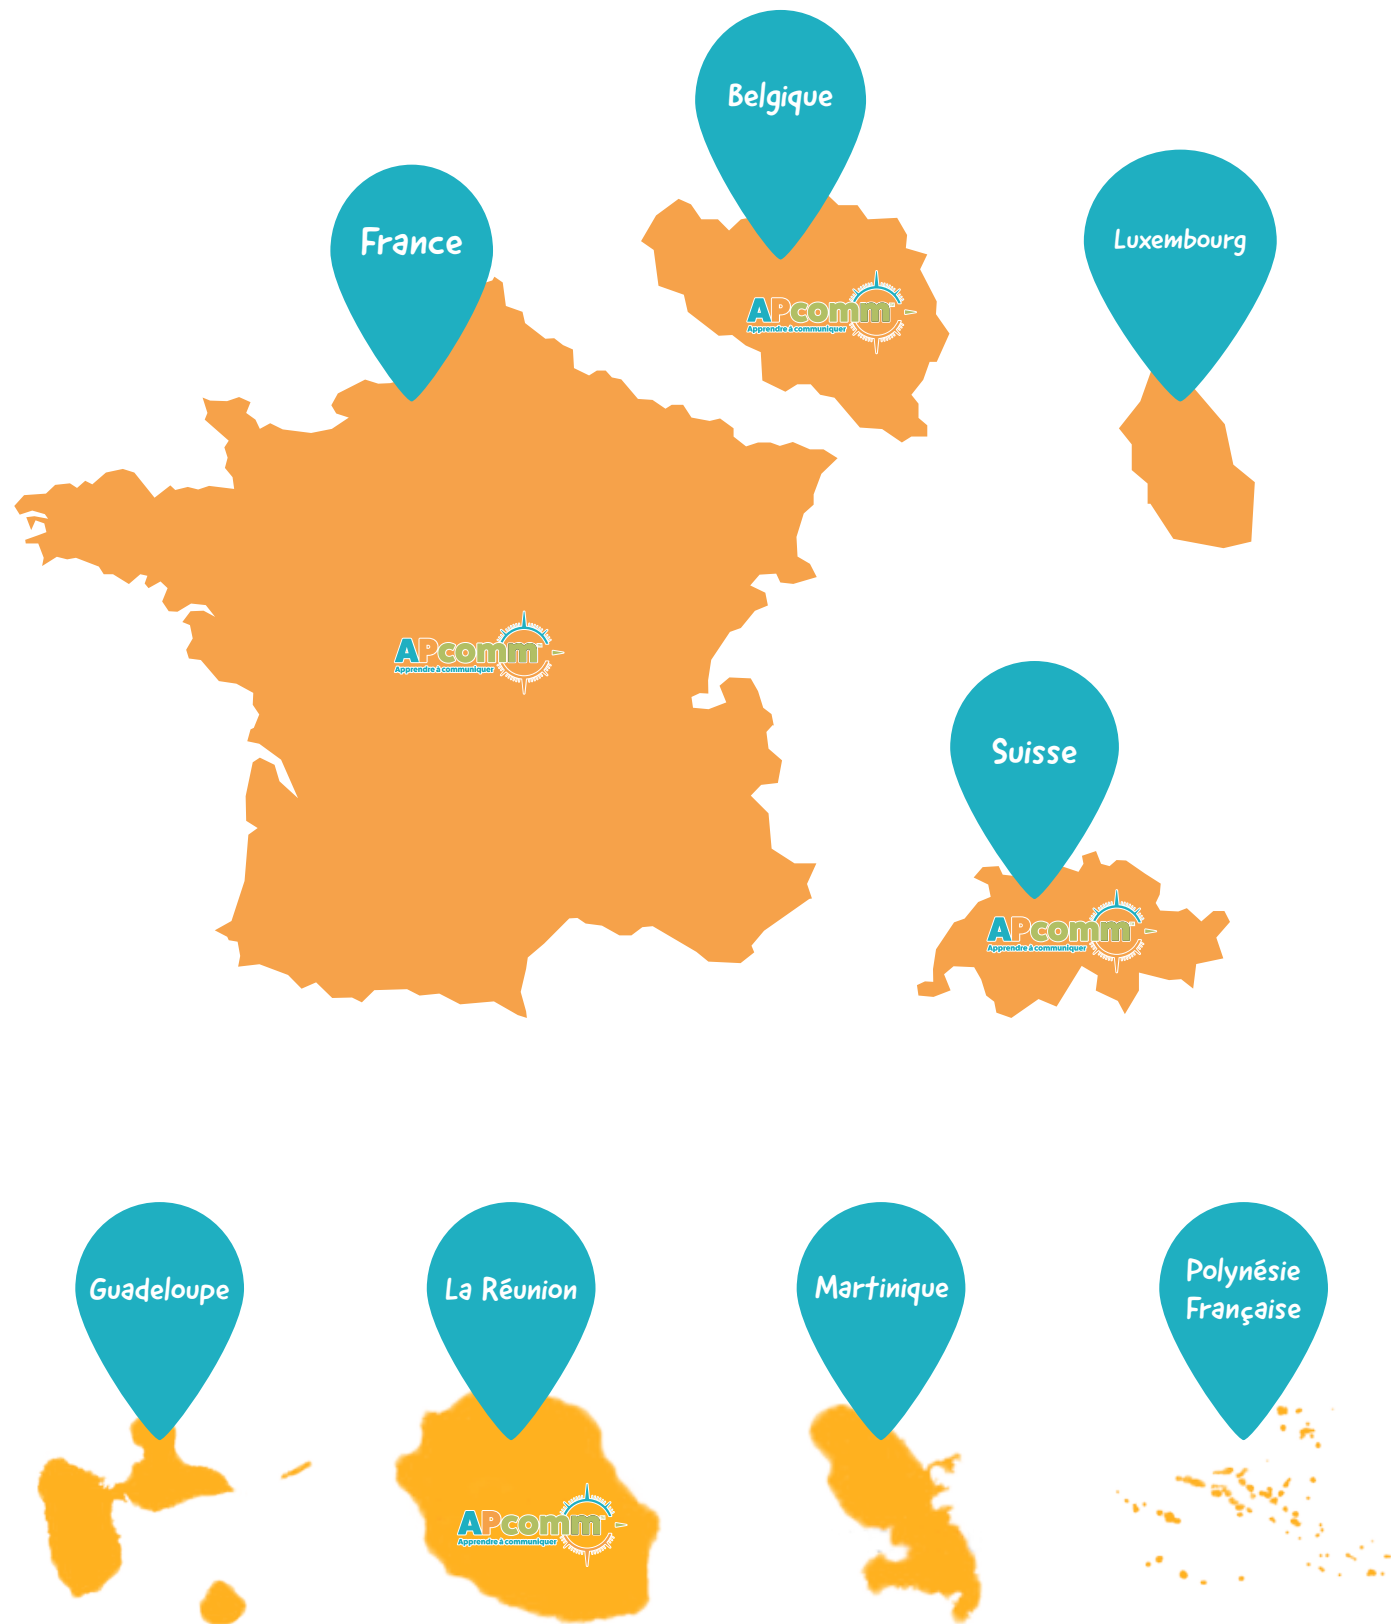 Belgique
France
Luxembourg
APcomm
Apprendre à communiquer
APcomm
Apprendre à communiquer
Suisse
APcomm
Apprendre à communiquer
Guadeloupe
La Réunion
Martinique
Polynésie
Française
APcomm
Apprendre à communiquer